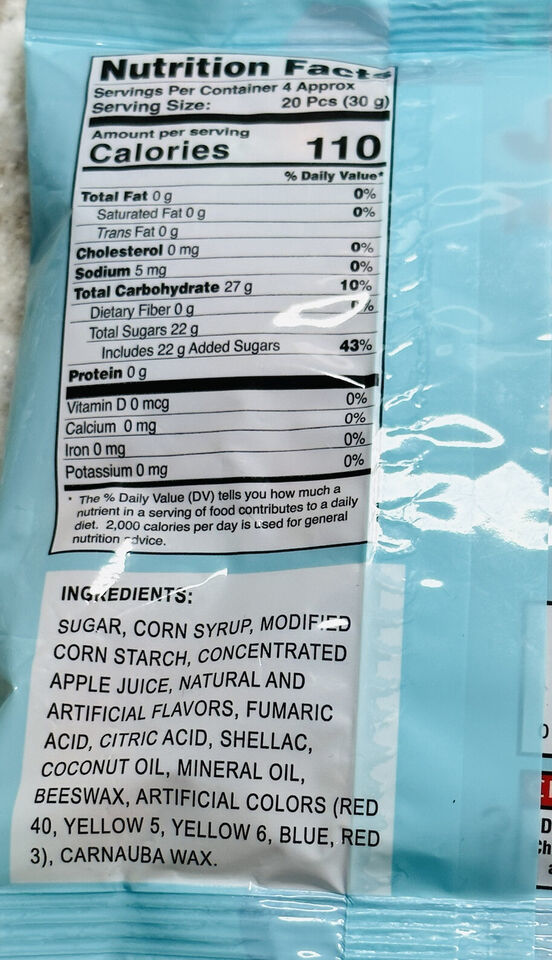 Nutrition Facts
Servings Per Container 4 Approx
Serving Size: 20 Pcs (30 g)
Amount per serving
Calories 110
% Daily Value*
Total Fat 0 g 0%
Saturated Fat 0 g 0%
Trans Fat 0 g
Cholesterol 0 mg 0%
Sodium 5 mg 0%
Total Carbohydrate 27 g 10%
Dietary Fiber 0 g 0%
Total Sugars 22 g
Includes 22 g Added Sugars 43%
Protein 0 g
Vitamin D 0 mcg 0%
Calcium 0 mg 0%
Iron 0 mg 0%
Potassium 0 mg 0%
* The % Daily Value (DV) tells you how much a
nutrient in a serving of food contributes to a daily
diet. 2,000 calories per day is used for general
nutrition advice.
INGREDIENTS:
SUGAR, CORN SYRUP, MODIFIED
CORN STARCH, CONCENTRATED
APPLE JUICE, NATURAL AND
ARTIFICIAL FLAVORS, FUMARIC
ACID, CITRIC ACID, SHELLAC,
COCONUT OIL, MINERAL OIL,
BEESWAX, ARTIFICIAL COLORS (RED
40, YELLOW 5, YELLOW 6, BLUE, RED
3), CARNAUBA WAX.